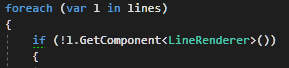 foreach (var l in lines)
{
if (!l.GetComponent<LineRenderer>())
{